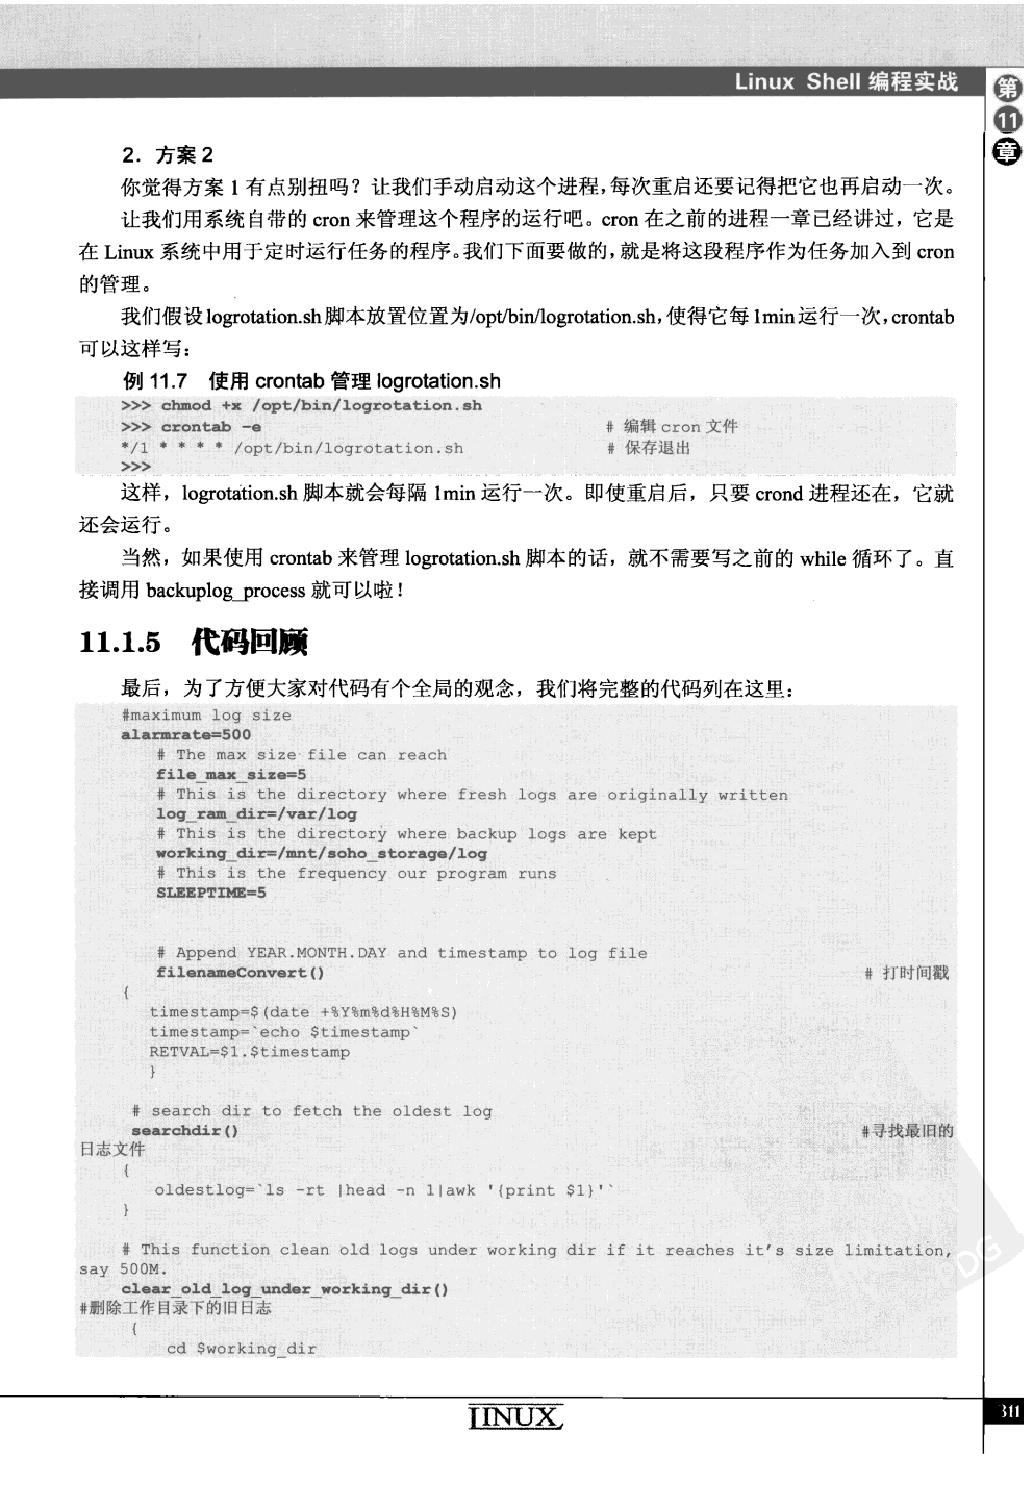 Linux Shell 编程实战
第
11
章
2. 方案 2
你觉得方案 1 有点别扭吗？让我们手动启动这个进程，每次重启还要记得把它也再启动一次。
让我们用系统自带的 cron 来管理这个程序的运行吧。cron 在之前的进程一章已经讲过，它是
在 Linux 系统中用于定时运行任务的程序。我们下面要做的，就是将这段程序作为任务加入到 cron
的管理。
我们假设 logrotation.sh 脚本放置位置为/opt/bin/logrotation.sh，使得它每 1min 运行一次，crontab
可以这样写：
例 11.7 使用 crontab 管理 logrotation.sh
>>> chmod +x /opt/bin/logrotation.sh
>>> crontab -e # 编辑 cron 文件
*/1 * * * * /opt/bin/logrotation.sh # 保存退出
>>>
这样，logrotation.sh 脚本就会每隔 1min 运行一次。即使重启后，只要 crond 进程还在，它就
还会运行。
当然，如果使用 crontab 来管理 logrotation.sh 脚本的话，就不需要写之前的 while 循环了。直
接调用 backuplog_process 就可以啦！
11.1.5 代码回顾
最后，为了方便大家对代码有个全局的观念，我们将完整的代码列在这里：
#maximum log size
alarmrate=500
# The max size file can reach
file_max_size=5
# This is the directory where fresh logs are originally written
log_ram_dir=/var/log
# This is the directory where backup logs are kept
working_dir=/mnt/soho_storage/log
# This is the frequency our program runs
SLEEPTIME=5
# Append YEAR.MONTH.DAY and timestamp to log file
filenameConvert() # 打时间戳
{
timestamp=$(date +%Y%m%d%H%M%S)
timestamp=`echo $timestamp`
RETVAL=$1.$timestamp
}
# search dir to fetch the oldest log
searchdir() #寻找最旧的
日志文件
{
oldestlog=`ls -rt |head -n 1|awk '{print $1}'`
}
# This function clean old logs under working dir if it reaches it's size limitation,
say 500M.
clear_old_log_under_working_dir()
#删除工作目录下的旧日志
{
cd $working_dir
LINUX
311
PDG